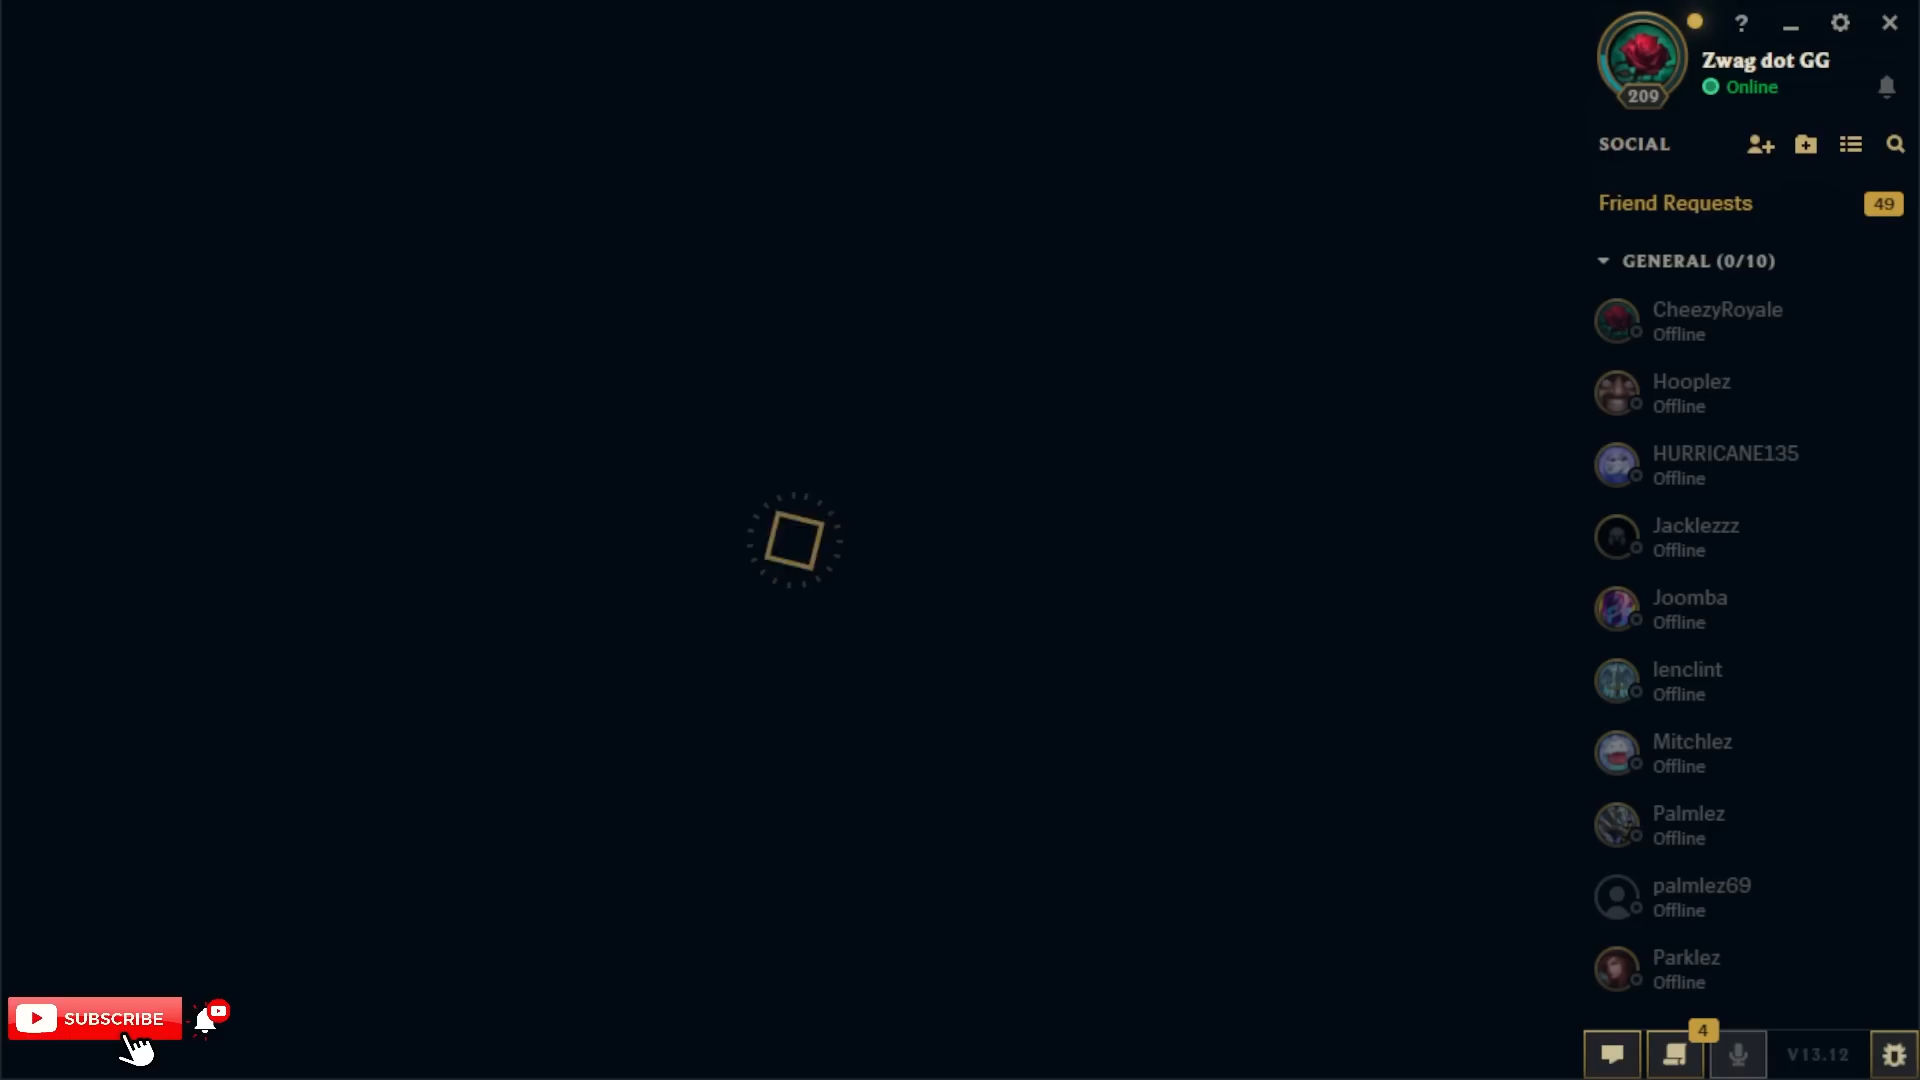 ?
Zwag dot GG
Online
209
SOCIAL
Friend Requests
49
GENERAL (0/10)
CheezyRoyale
Offline
Hooplez
Offline
HURRICANE135
Offline
Jacklezzz
Offline
Joomba
Offline
lenclint
Offline
Mitchlez
Offline
Palmlez
Offline
palmlez69
Offline
Parklez
Offline
SUBSCRIBE
4
V13.12